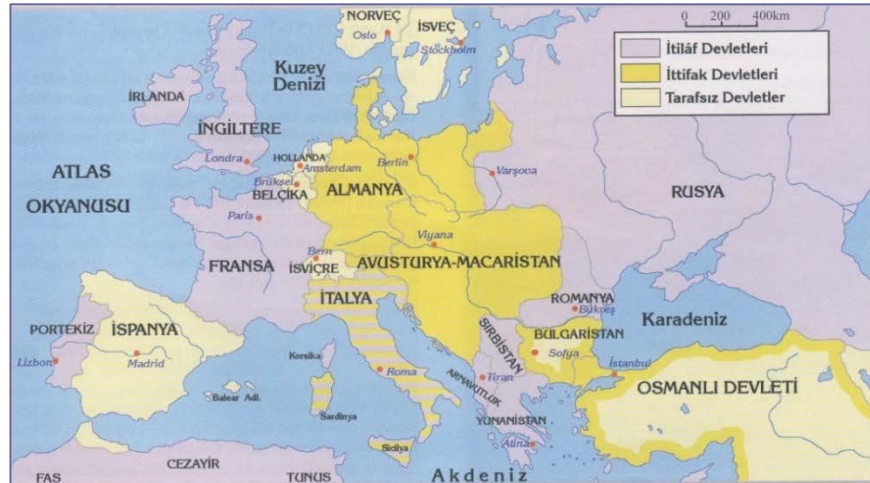 0 200 400km
İtilâf Devletleri
İttifak Devletleri
Tarafsız Devletler
NORVEÇ
Oslo
İSVEÇ
Stockholm
Kuzey
Denizi
İRLANDA
İNGİLTERE
Londra
HOLLANDA
Amsterdam
Berlin
Varşova
ATLAS
OKYANUSU
Brüksel
BELÇİKA
ALMANYA
RUSYA
Paris
Viyana
FRANSA
Bern
İSVİÇRE
AVUSTURYA-MACARİSTAN
İTALYA
ROMANYA
Bükreş
Karadeniz
PORTEKİZ
İSPANYA
SIRBİSTAN
BULGARİSTAN
Sofya
Lizbon
Madrid
Korsika
Roma
ARNAVUTLUK
Tiran
İstanbul
OSMANLI DEVLETİ
Balear Adl.
Sardinya
YUNANİSTAN
Atina
Sicilya
FAS
CEZAYİR
TUNUS
Akdeniz